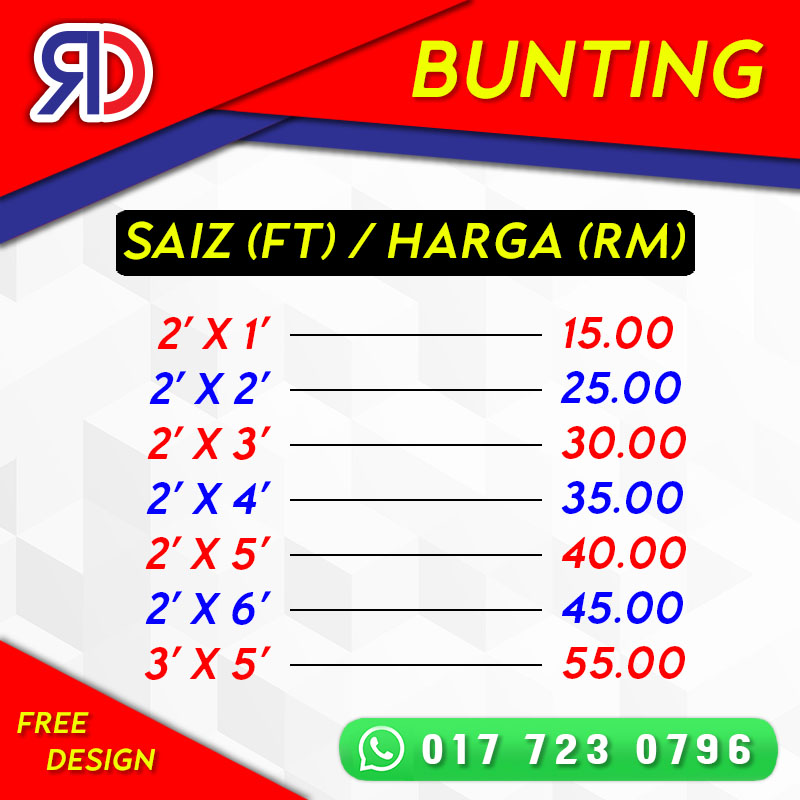 RD
BUNTING
SAIZ (FT) / HARGA (RM)
2' X 1' 15.00
2' X 2' 25.00
2' X 3' 30.00
2' X 4' 35.00
2' X 5' 40.00
2' X 6' 45.00
3' X 5' 55.00
FREE
DESIGN
017 723 0796